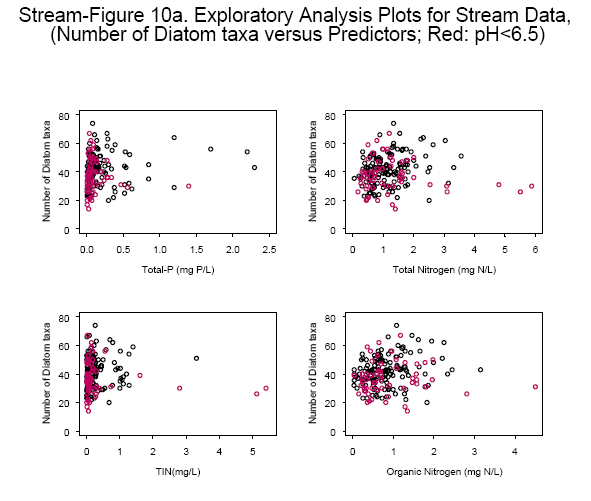 Stream-Figure 10a. Exploratory Analysis Plots for Stream Data,
(Number of Diatom taxa versus Predictors; Red: pH<6.5)
Number of Diatom taxa
80
60
40
20
0
0.0 0.5 1.0 1.5 2.0 2.5
Total-P (mg P/L)
Number of Diatom taxa
80
60
40
20
0
0 1 2 3 4 5 6
Total Nitrogen (mg N/L)
Number of Diatom taxa
80
60
40
20
0
0 1 2 3 4 5
TIN(mg/L)
Number of Diatom taxa
80
60
40
20
0
0 1 2 3 4
Organic Nitrogen (mg N/L)